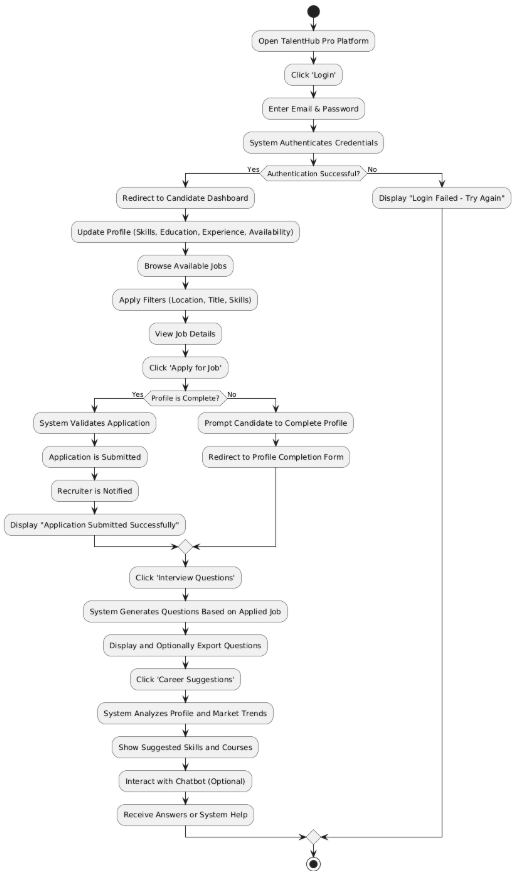 Open TalentHub Pro Platform
Click 'Login'
Enter Email & Password
System Authenticates Credentials
Yes
Authentication Successful?
No
Redirect to Candidate Dashboard
Display "Login Failed - Try Again"
Update Profile (Skills, Education, Experience, Availability)
Browse Available Jobs
Apply Filters (Location, Title, Skills)
View Job Details
Click 'Apply for Job'
Yes
Profile is Complete?
No
System Validates Application
Prompt Candidate to Complete Profile
Application is Submitted
Redirect to Profile Completion Form
Recruiter is Notified
Display "Application Submitted Successfully"
Click 'Interview Questions'
System Generates Questions Based on Applied Job
Display and Optionally Export Questions
Click 'Career Suggestions'
System Analyzes Profile and Market Trends
Show Suggested Skills and Courses
Interact with Chatbot (Optional)
Receive Answers or System Help